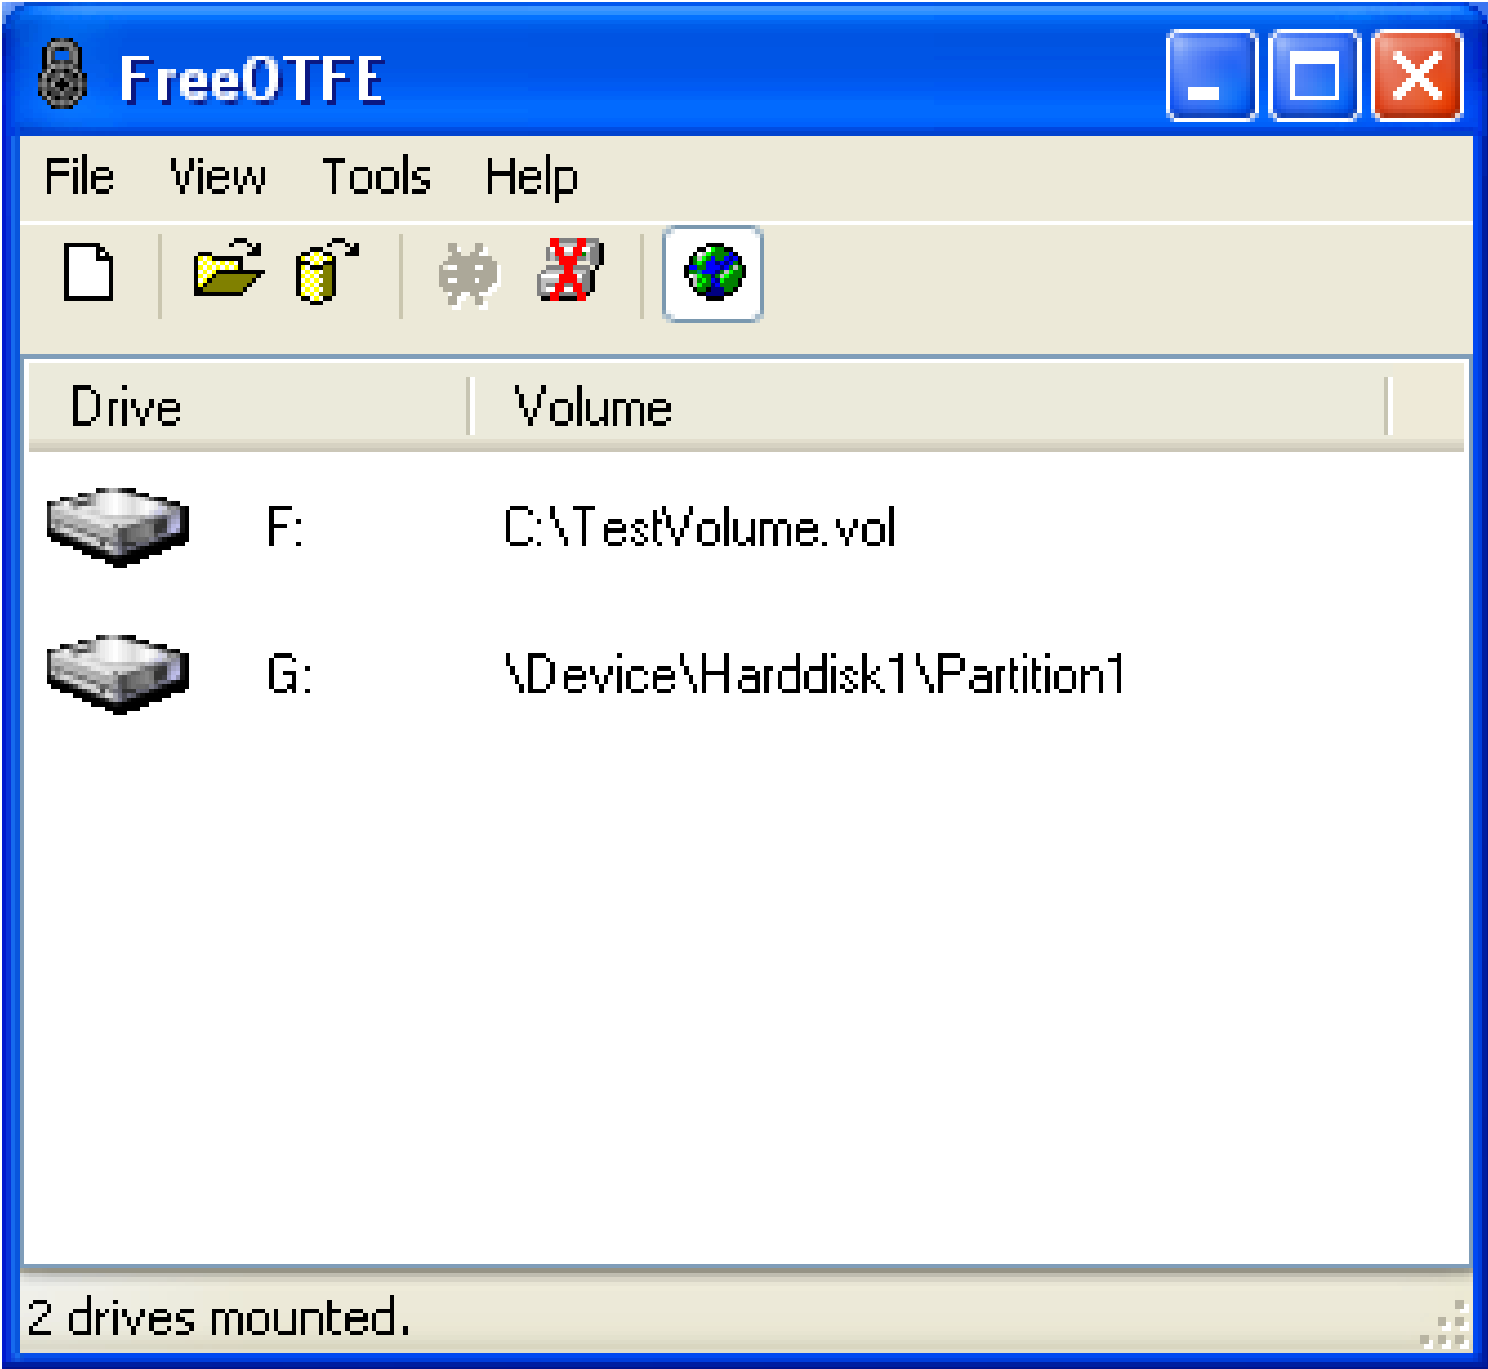 FreeOTFE
File View Tools Help
Drive Volume
F: C:\TestVolume.vol
G: \Device\Harddisk1\Partition1
2 drives mounted.